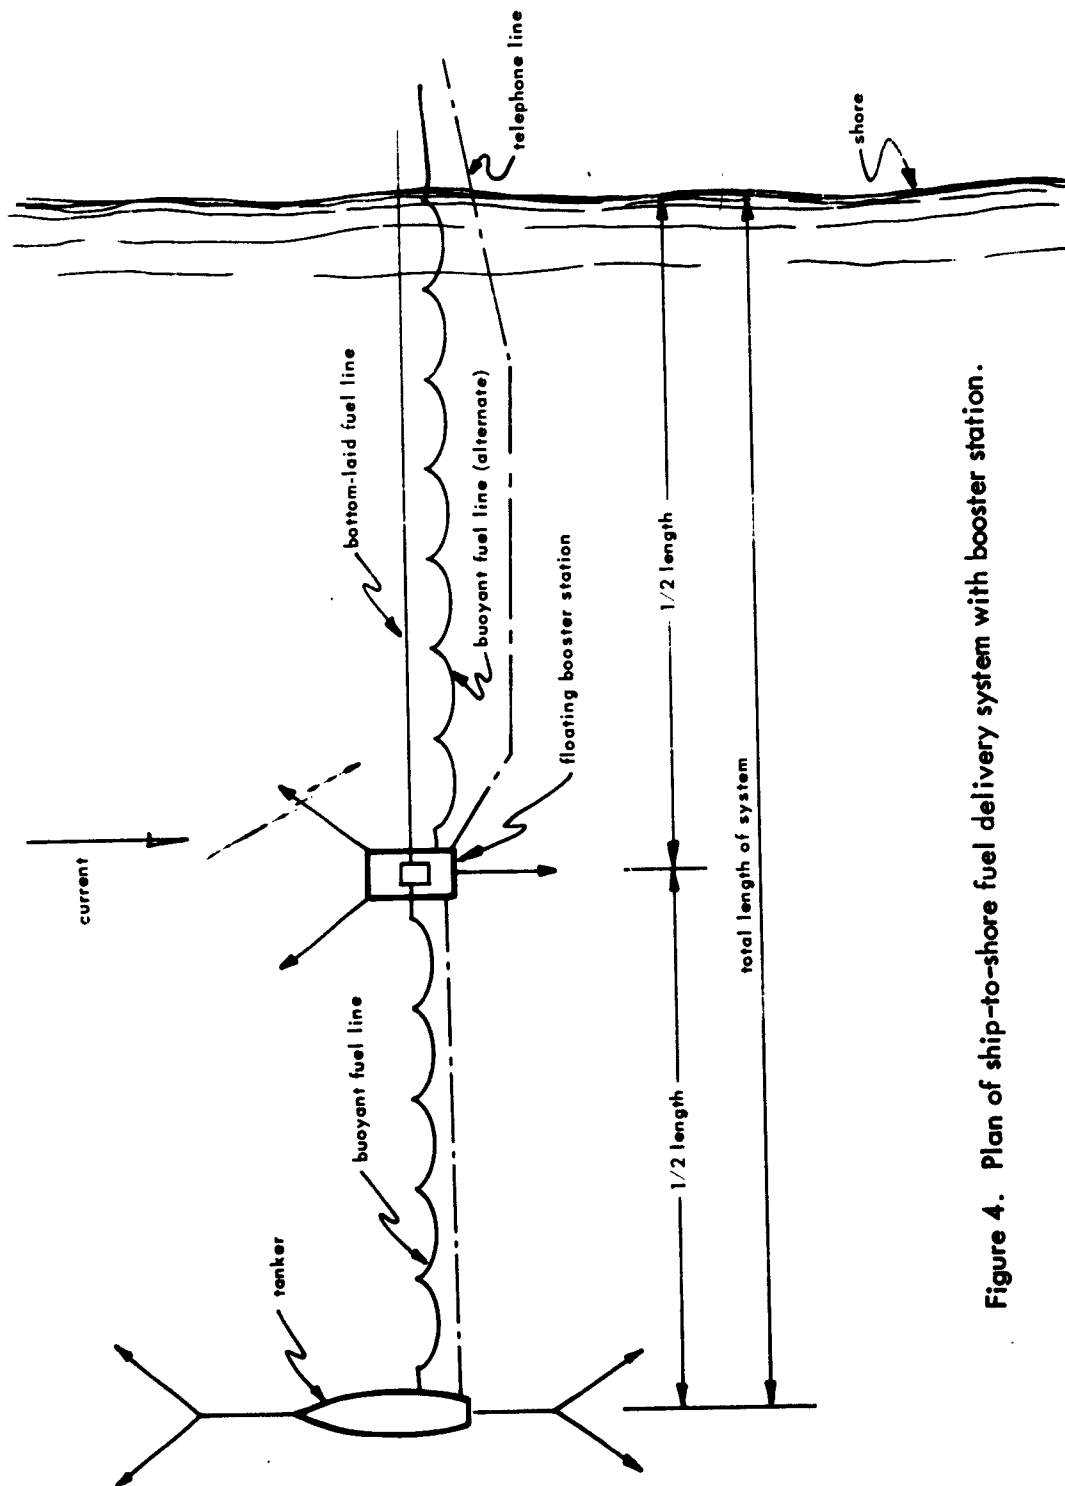 tanker
buoyant fuel line
current
bottom-laid fuel line
buoyant fuel line (alternate)
floating booster station
telephone line
shore
1/2 length
1/2 length
total length of system
Figure 4. Plan of ship-to-shore fuel delivery system with booster station.